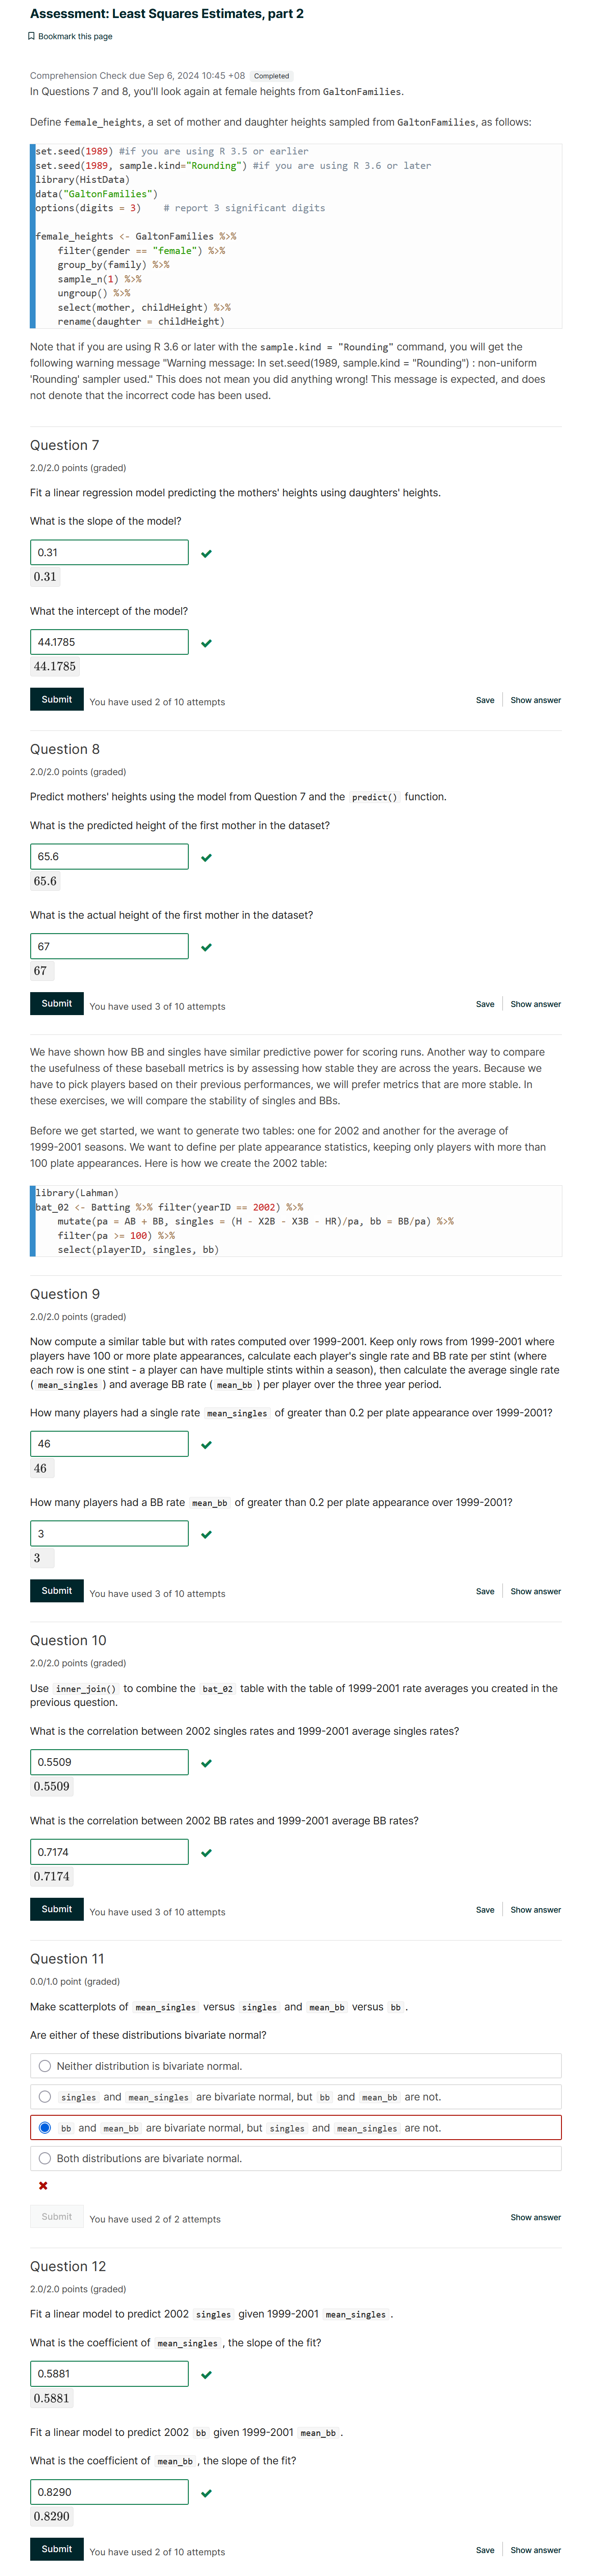 Assessment: Least Squares Estimates, part 2
Bookmark this page
Comprehension Check due Sep 6, 2024 10:45 +08 Completed
In Questions 7 and 8, you'll look again at female heights from GaltonFamilies.
Define female_heights, a set of mother and daughter heights sampled from GaltonFamilies, as follows:
set.seed(1989) #if you are using R 3.5 or earlier
set.seed(1989, sample.kind="Rounding") #if you are using R 3.6 or later
library(HistData)
data("GaltonFamilies")
options(digits = 3)    # report 3 significant digits
female_heights <- GaltonFamilies %>%
    filter(gender == "female") %>%
    group_by(family) %>%
    sample_n(1) %>%
    ungroup() %>%
    select(mother, childHeight) %>%
    rename(daughter = childHeight)
Note that if you are using R 3.6 or later with the sample.kind = "Rounding" command, you will get the
following warning message "Warning message: In set.seed(1989, sample.kind = "Rounding") : non-uniform
'Rounding' sampler used." This does not mean you did anything wrong! This message is expected, and does
not denote that the incorrect code has been used.
Question 7
2.0/2.0 points (graded)
Fit a linear regression model predicting the mothers' heights using daughters' heights.
What is the slope of the model?
0.31
0.31
What the intercept of the model?
44.1785
44.1785
Submit You have used 2 of 10 attempts Save Show answer
Question 8
2.0/2.0 points (graded)
Predict mothers' heights using the model from Question 7 and the predict() function.
What is the predicted height of the first mother in the dataset?
65.6
65.6
What is the actual height of the first mother in the dataset?
67
67
Submit You have used 3 of 10 attempts Save Show answer
We have shown how BB and singles have similar predictive power for scoring runs. Another way to compare
the usefulness of these baseball metrics is by assessing how stable they are across the years. Because we
have to pick players based on their previous performances, we will prefer metrics that are more stable. In
these exercises, we will compare the stability of singles and BBs.
Before we get started, we want to generate two tables: one for 2002 and another for the average of
1999-2001 seasons. We want to define per plate appearance statistics, keeping only players with more than
100 plate appearances. Here is how we create the 2002 table:
library(Lahman)
bat_02 <- Batting %>% filter(yearID == 2002) %>%
    mutate(pa = AB + BB, singles = (H - X2B - X3B - HR)/pa, bb = BB/pa) %>%
    filter(pa >= 100) %>%
    select(playerID, singles, bb)
Question 9
2.0/2.0 points (graded)
Now compute a similar table but with rates computed over 1999-2001. Keep only rows from 1999-2001 where
players have 100 or more plate appearances, calculate each player's single rate and BB rate per stint (where
each row is one stint - a player can have multiple stints within a season), then calculate the average single rate
( mean_singles ) and average BB rate ( mean_bb ) per player over the three year period.
How many players had a single rate mean_singles of greater than 0.2 per plate appearance over 1999-2001?
46
46
How many players had a BB rate mean_bb of greater than 0.2 per plate appearance over 1999-2001?
3
3
Submit You have used 3 of 10 attempts Save Show answer
Question 10
2.0/2.0 points (graded)
Use inner_join() to combine the bat_02 table with the table of 1999-2001 rate averages you created in the
previous question.
What is the correlation between 2002 singles rates and 1999-2001 average singles rates?
0.5509
0.5509
What is the correlation between 2002 BB rates and 1999-2001 average BB rates?
0.7174
0.7174
Submit You have used 3 of 10 attempts Save Show answer
Question 11
0.0/1.0 point (graded)
Make scatterplots of mean_singles versus singles and mean_bb versus bb .
Are either of these distributions bivariate normal?
Neither distribution is bivariate normal.
singles and mean_singles are bivariate normal, but bb and mean_bb are not.
bb and mean_bb are bivariate normal, but singles and mean_singles are not.
Both distributions are bivariate normal.
Submit You have used 2 of 2 attempts Show answer
Question 12
2.0/2.0 points (graded)
Fit a linear model to predict 2002 singles given 1999-2001 mean_singles .
What is the coefficient of mean_singles , the slope of the fit?
0.5881
0.5881
Fit a linear model to predict 2002 bb given 1999-2001 mean_bb .
What is the coefficient of mean_bb , the slope of the fit?
0.8290
0.8290
Submit You have used 2 of 10 attempts Save Show answer